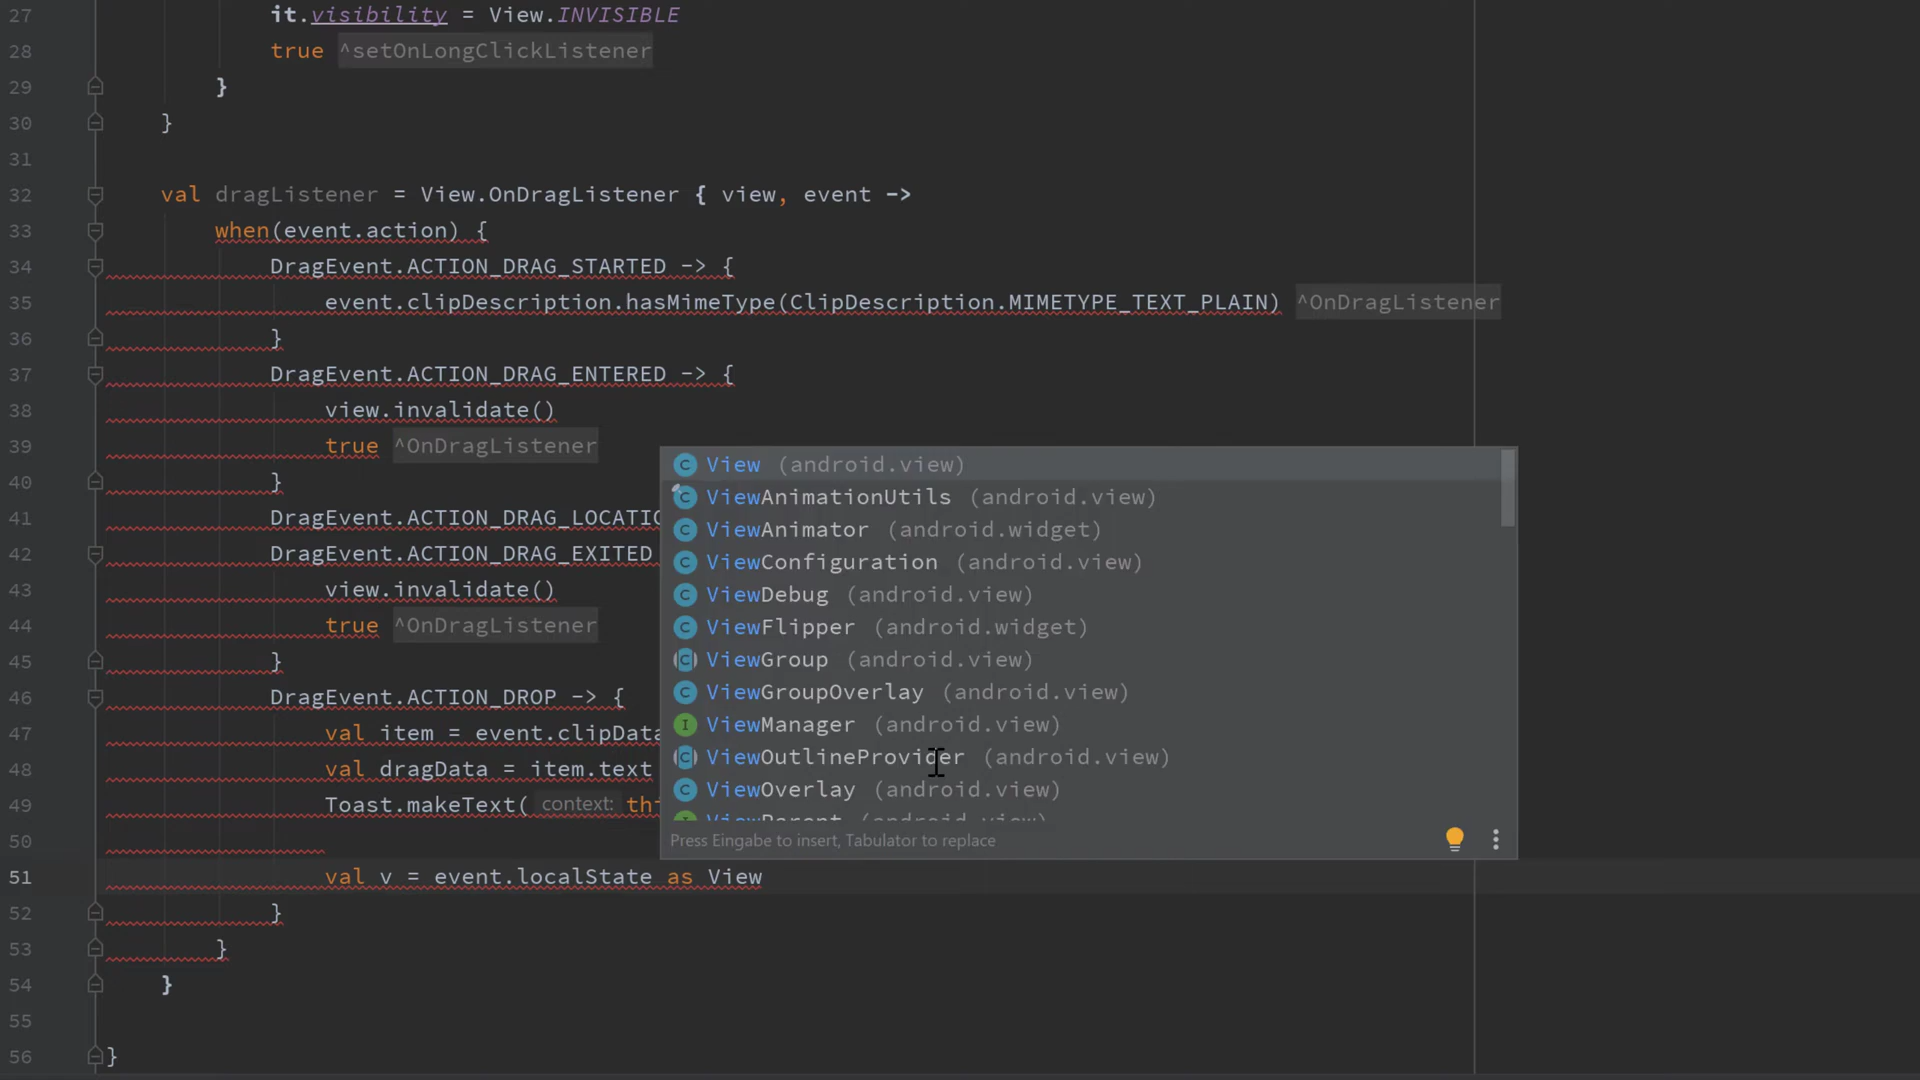 27 it.visibility = View.INVISIBLE
28 true ^setOnLongClickListener
29 }
30 }
31
32 val dragListener = View.OnDragListener { view, event ->
33 when(event.action) {
34 DragEvent.ACTION_DRAG_STARTED -> {
35 event.clipDescription.hasMimeType(ClipDescription.MIMETYPE_TEXT_PLAIN) ^OnDragListener
36 }
37 DragEvent.ACTION_DRAG_ENTERED -> {
38 view.invalidate()
39 true ^OnDragListener
40 }
41 DragEvent.ACTION_DRAG_LOCATIO
42 DragEvent.ACTION_DRAG_EXITED
43 view.invalidate()
44 true ^OnDragListener
45 }
46 DragEvent.ACTION_DROP -> {
47 val item = event.clipData
48 val dragData = item.text
49 Toast.makeText( context: thi
50
51 val v = event.localState as View
52 }
53 }
54 }
55
56 }
View (android.view)
ViewAnimationUtils (android.view)
ViewAnimator (android.widget)
ViewConfiguration (android.view)
ViewDebug (android.view)
ViewFlipper (android.widget)
ViewGroup (android.view)
ViewGroupOverlay (android.view)
ViewManager (android.view)
ViewOutlineProvider (android.view)
ViewOverlay (android.view)
ViewParent (android.view)
Press Eingabe to insert, Tabulator to replace